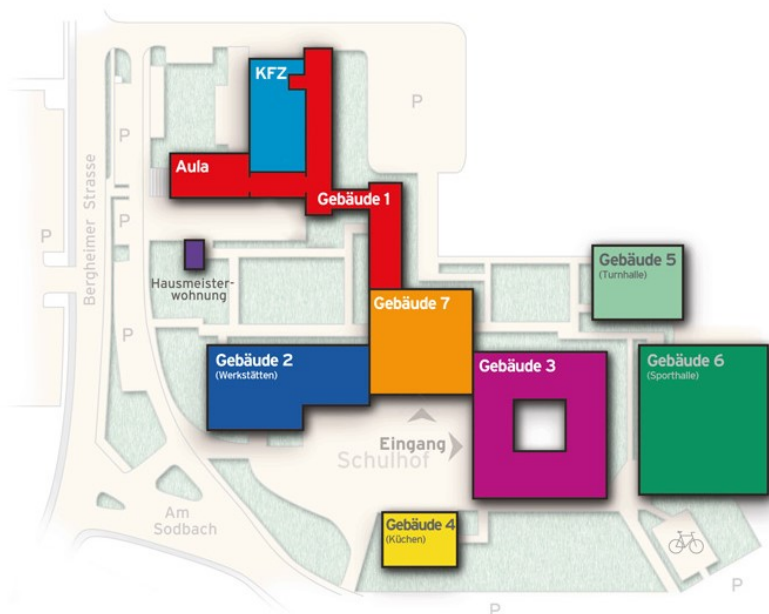 KFZ
P
Aula
P
Gebäude 1
P
P
Bergheimer Strasse
Gebäude 5
(Turnhalle)
Hausmeister-
wohnung
Gebäude 7
P
Gebäude 2
(Werkstätten)
Gebäude 3
Gebäude 6
(Sporthalle)
Eingang
Schulhof
Am
Sodbach
Gebäude 4
(Küchen)
P
P